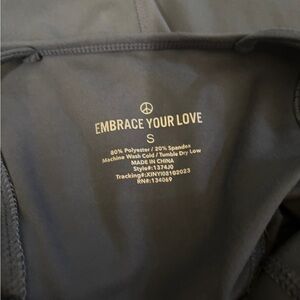 EMBRACE YOUR LOVE
S
80% Polyester / 20% Spandex
Machine Wash Cold / Tumble Dry Low
MADE IN CHINA
Style#:1374J0
Tracking#:XINYI08102023
RN#:134069